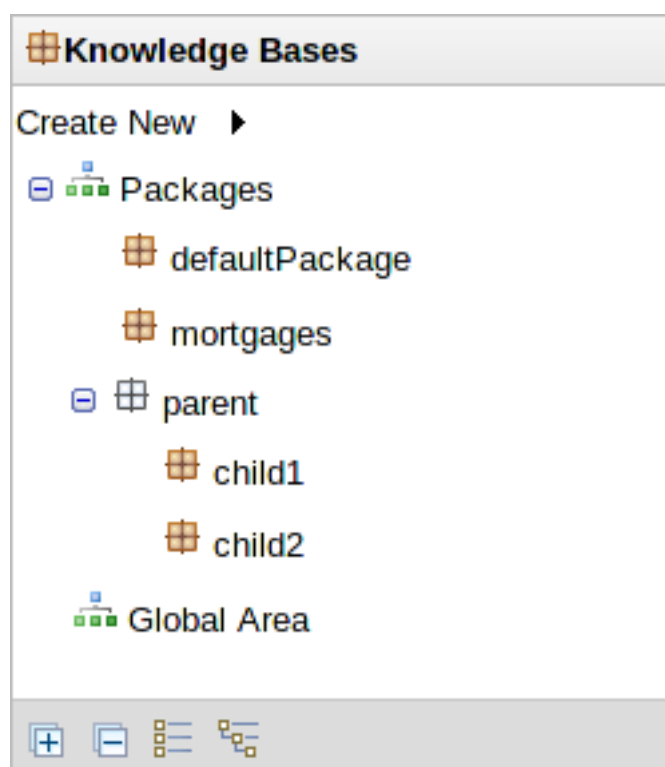 Knowledge Bases
Create New
Packages
defaultPackage
mortgages
parent
child1
child2
Global Area